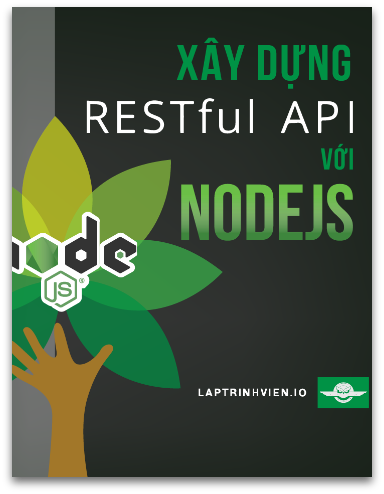 XÂY DỰNG
RESTful API
VỚI
NODEJS
node
JS
®
LAPTRINHVIEN.IO